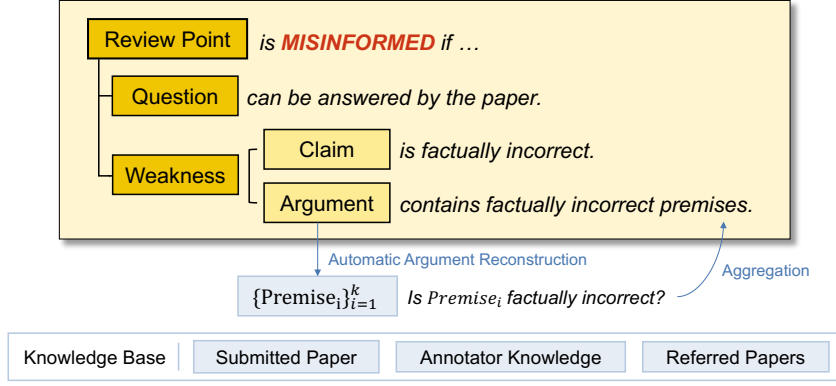 Review Point is MISINFORMED if …
Question can be answered by the paper.
Claim is factually incorrect.
Weakness
Argument contains factually incorrect premises.
Automatic Argument Reconstruction
Aggregation
{Premise_i}_{i=1}^k Is Premise_i factually incorrect?
Knowledge Base Submitted Paper Annotator Knowledge Referred Papers